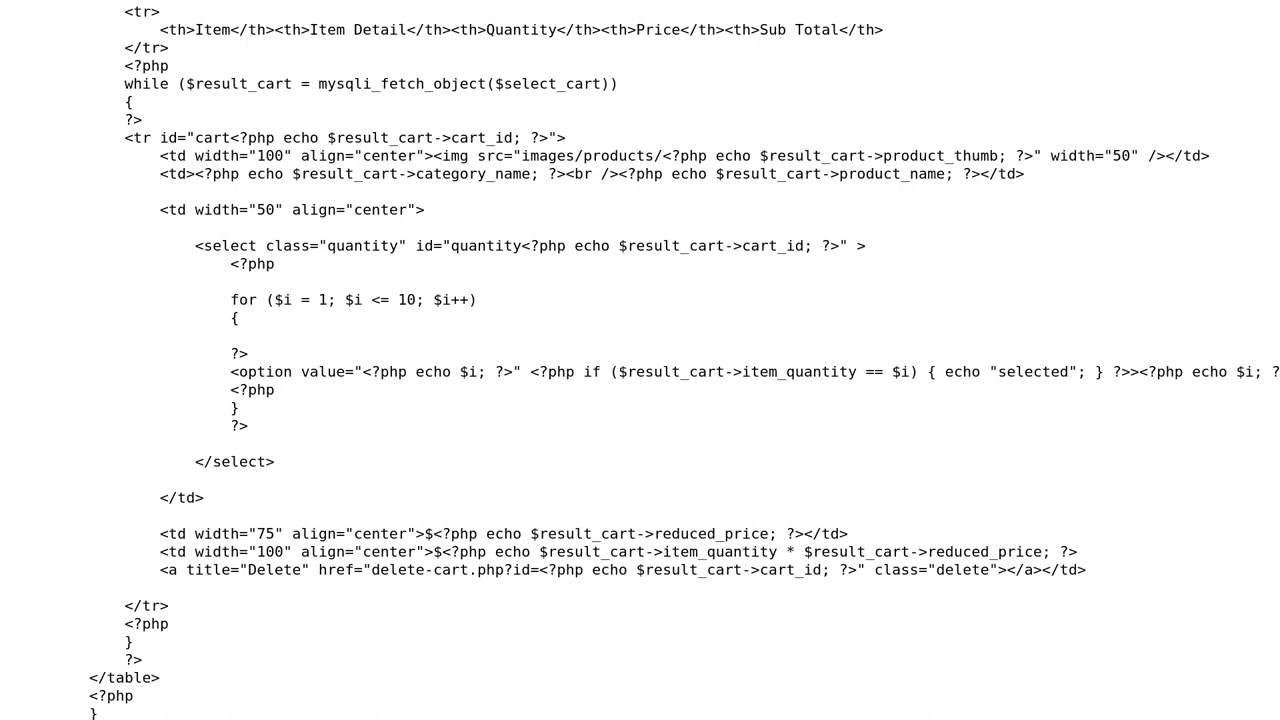 <tr>
<th>Item</th><th>Item Detail</th><th>Quantity</th><th>Price</th><th>Sub Total</th>
</tr>
<?php
while ($result_cart = mysqli_fetch_object($select_cart))
{
?>
<tr id="cart<?php echo $result_cart->cart_id; ?>">
<td width="100" align="center"><img src="images/products/<?php echo $result_cart->product_thumb; ?>" width="50" /></td>
<td><?php echo $result_cart->category_name; ?><br /><?php echo $result_cart->product_name; ?></td>
<td width="50" align="center">
<select class="quantity" id="quantity<?php echo $result_cart->cart_id; ?>" >
<?php
for ($i = 1; $i <= 10; $i++)
{
?>
<option value="<?php echo $i; ?>" <?php if ($result_cart->item_quantity == $i) { echo "selected"; } ?>><?php echo $i; ?
<?php
}
?>
</select>
</td>
<td width="75" align="center">$<?php echo $result_cart->reduced_price; ?></td>
<td width="100" align="center">$<?php echo $result_cart->item_quantity * $result_cart->reduced_price; ?>
<a title="Delete" href="delete-cart.php?id=<?php echo $result_cart->cart_id; ?>" class="delete"></a></td>
</tr>
<?php
}
?>
</table>
<?php
}